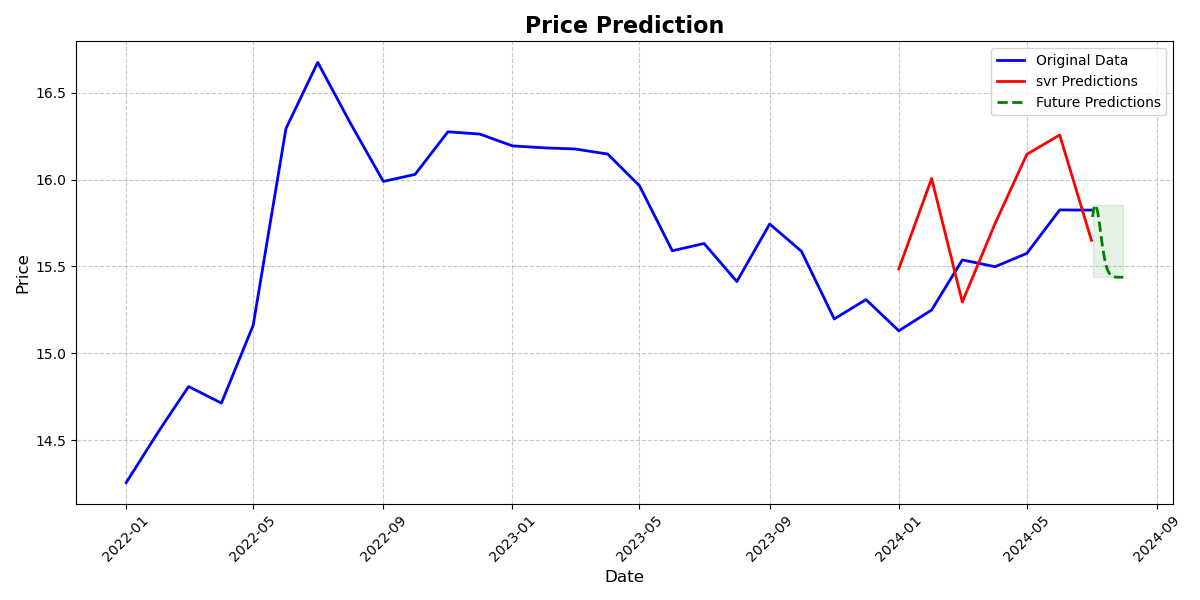 Price Prediction
Original Data
svr Predictions
Future Predictions
Price
16.5
16.0
15.5
15.0
14.5
2022-01
2022-05
2022-09
2023-01
2023-05
2023-09
2024-01
2024-05
2024-09
Date